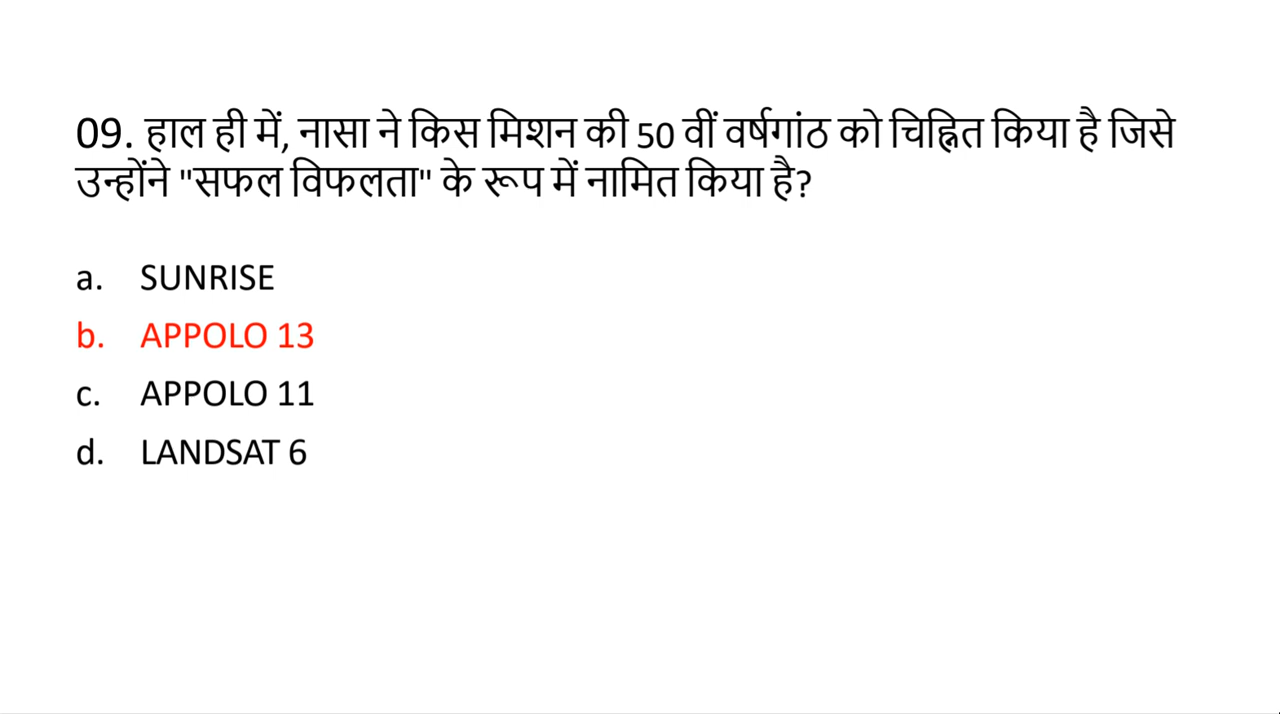 09. हाल ही में, नासा ने किस मिशन की 50 वीं वर्षगांठ को चिह्नित किया है जिसे
उन्होंने "सफल विफलता" के रूप में नामित किया है?
a. SUNRISE
b. APPOLO 13
c. APPOLO 11
d. LANDSAT 6